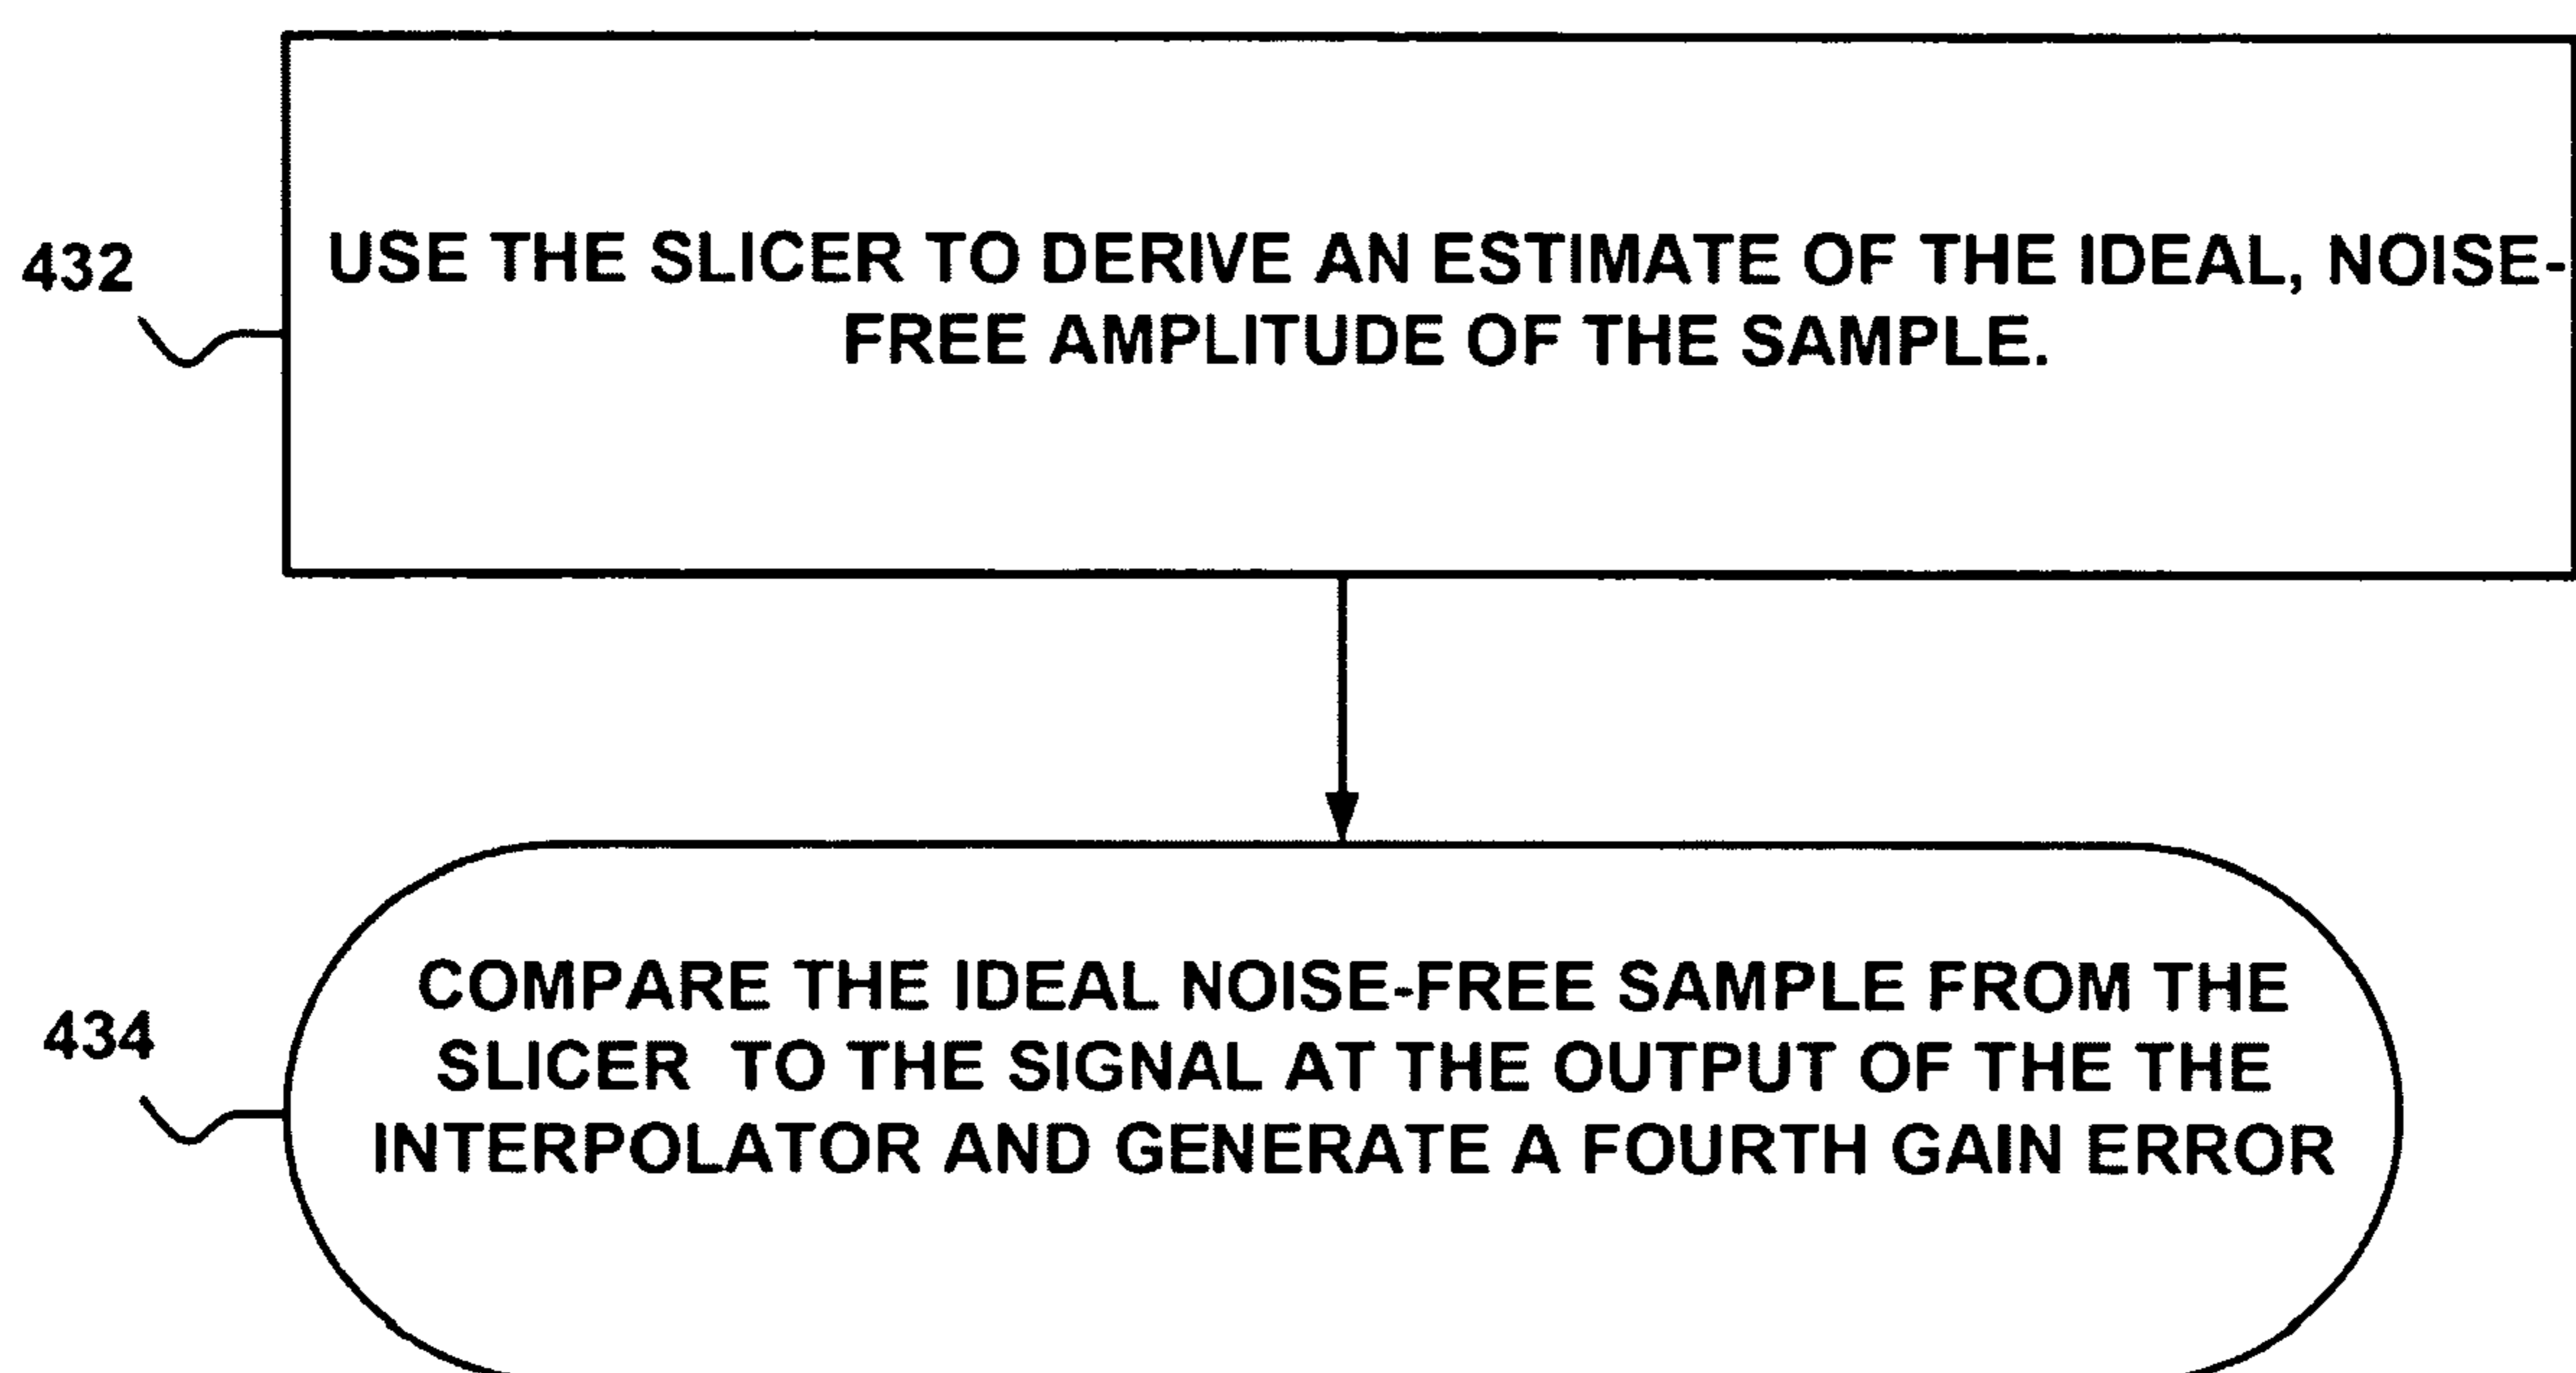 432
USE THE SLICER TO DERIVE AN ESTIMATE OF THE IDEAL, NOISE-
FREE AMPLITUDE OF THE SAMPLE.
434
COMPARE THE IDEAL NOISE-FREE SAMPLE FROM THE
SLICER TO THE SIGNAL AT THE OUTPUT OF THE THE
INTERPOLATOR AND GENERATE A FOURTH GAIN ERROR